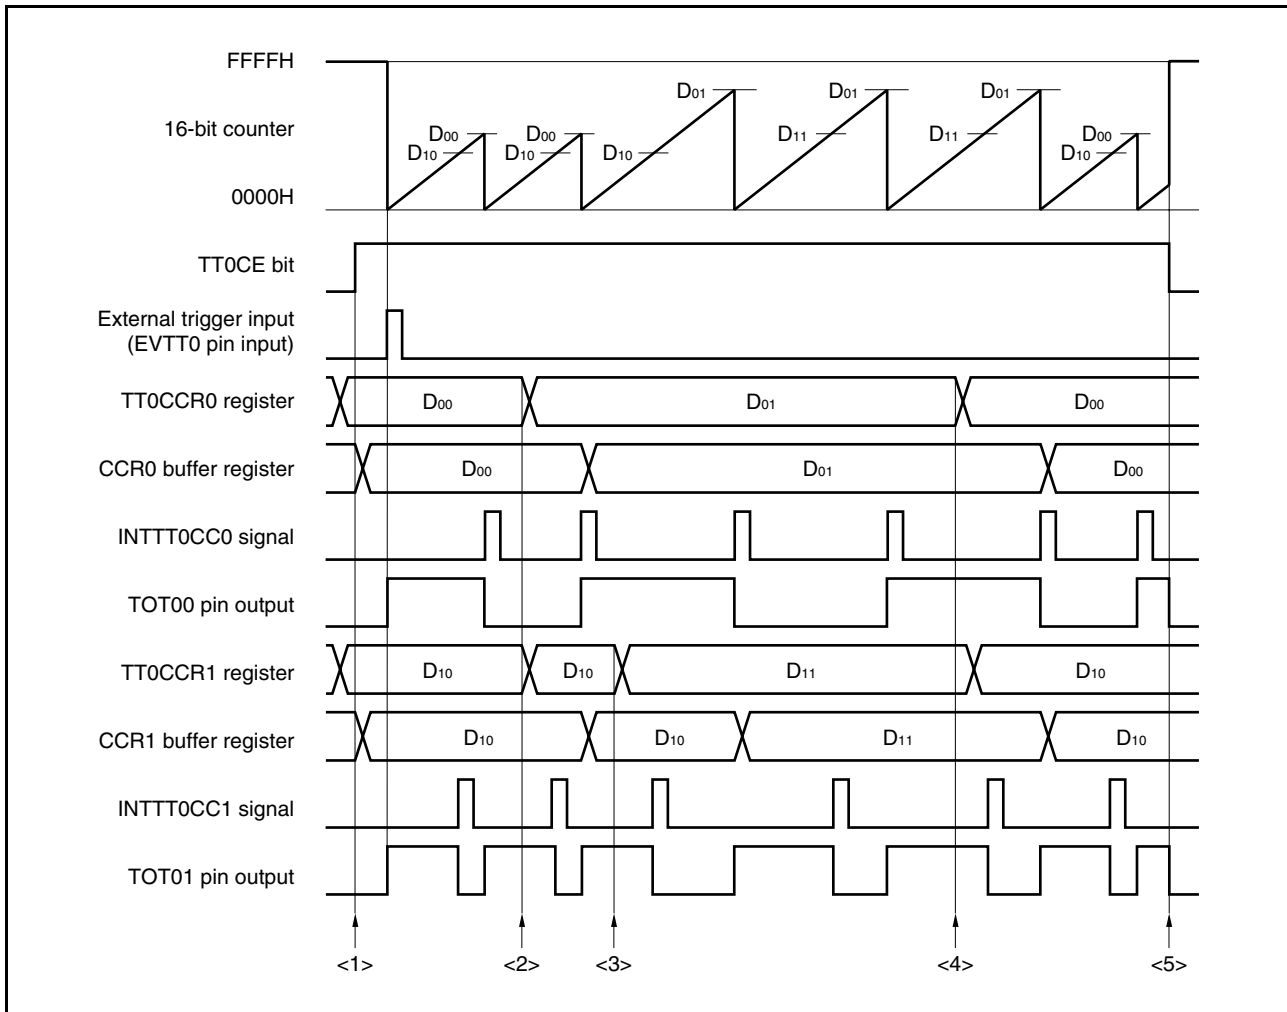 FFFFH
D01 D01 D01
16-bit counter
D00 D00 D11 D11 D00
D10 D10 D10 D10
0000H
TT0CE bit
External trigger input
(EVTT0 pin input)
TT0CCR0 register D00 D01 D00
CCR0 buffer register D00 D01 D00
INTTT0CC0 signal
TOT00 pin output
TT0CCR1 register D10 D10 D11 D10
CCR1 buffer register D10 D10 D11 D10
INTTT0CC1 signal
TOT01 pin output
<1> <2> <3> <4> <5>